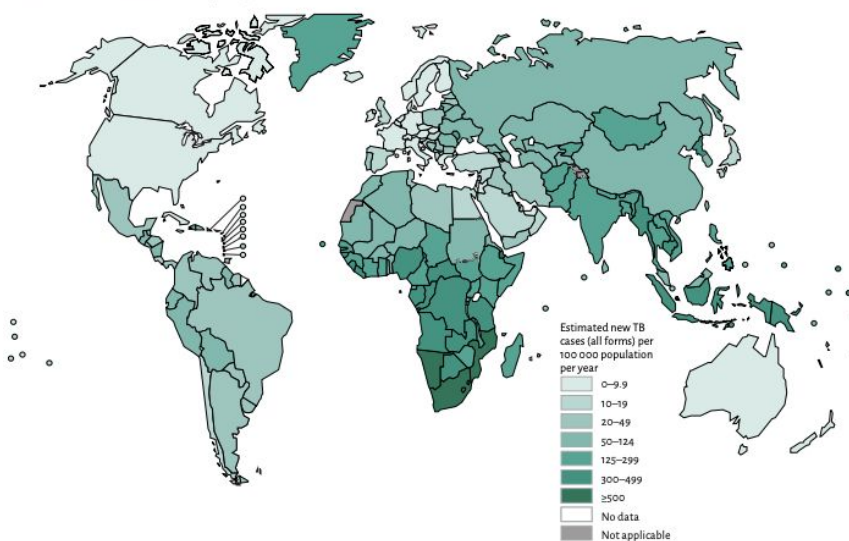 Estimated new TB
cases (all forms) per
100 000 population
per year
0–9.9
10–19
20–49
50–124
125–299
300–499
≥500
No data
Not applicable